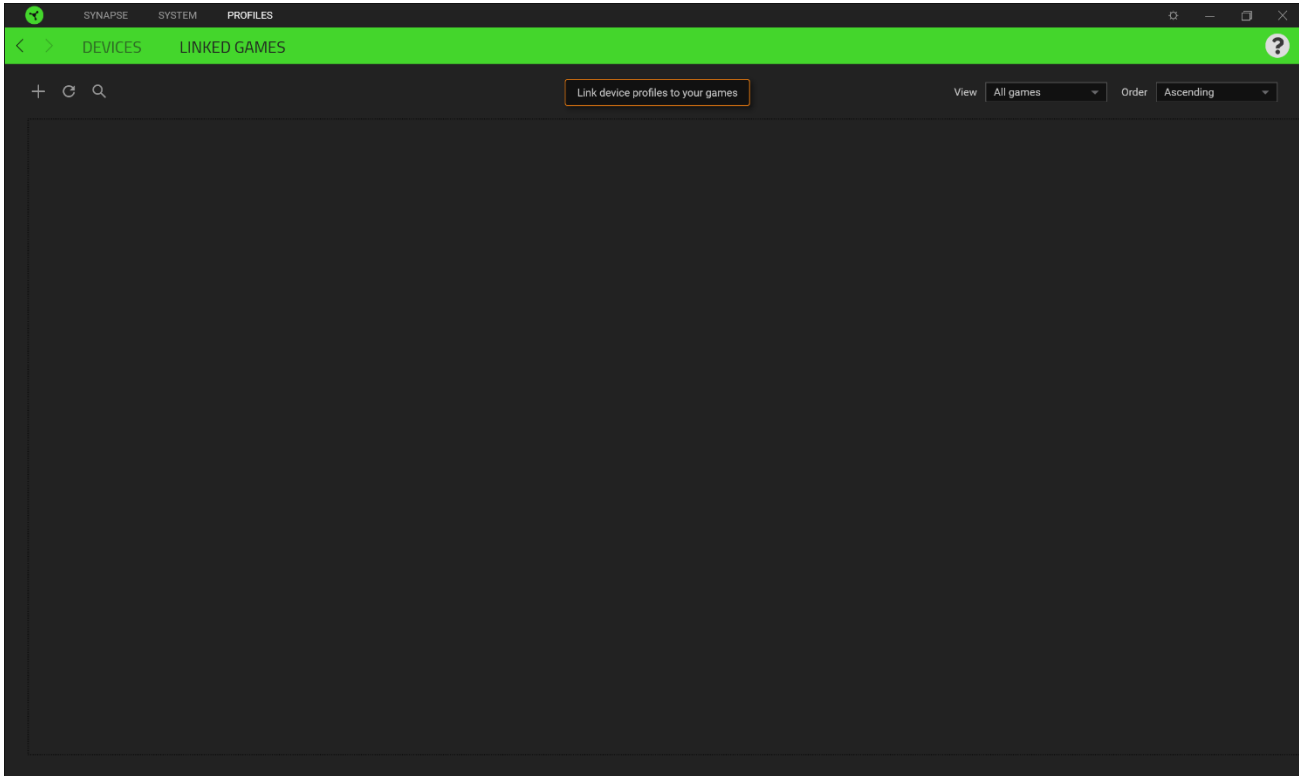 SYNAPSE SYSTEM PROFILES
DEVICES LINKED GAMES ?
Link device profiles to your games View All games Order Ascending